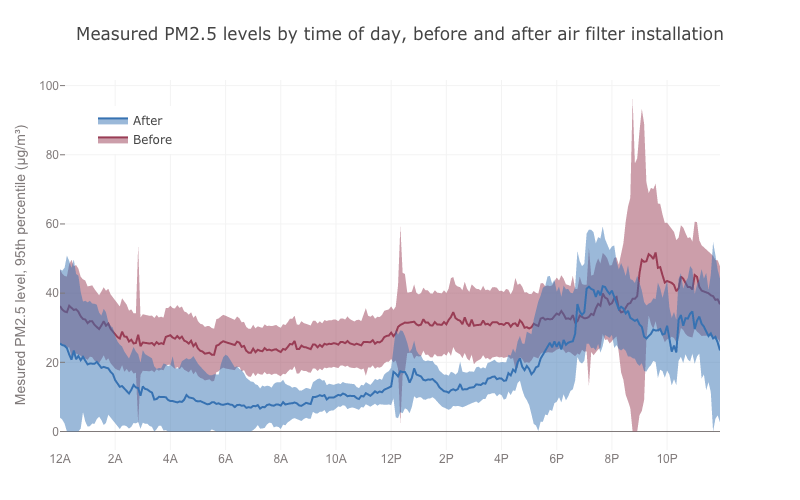 Measured PM2.5 levels by time of day, before and after air filter installation
Mesured PM2.5 level, 95th percentile (μg/m³)
100
80
60
40
20
0
After
Before
12A 2A 4A 6A 8A 10A 12P 2P 4P 6P 8P 10P